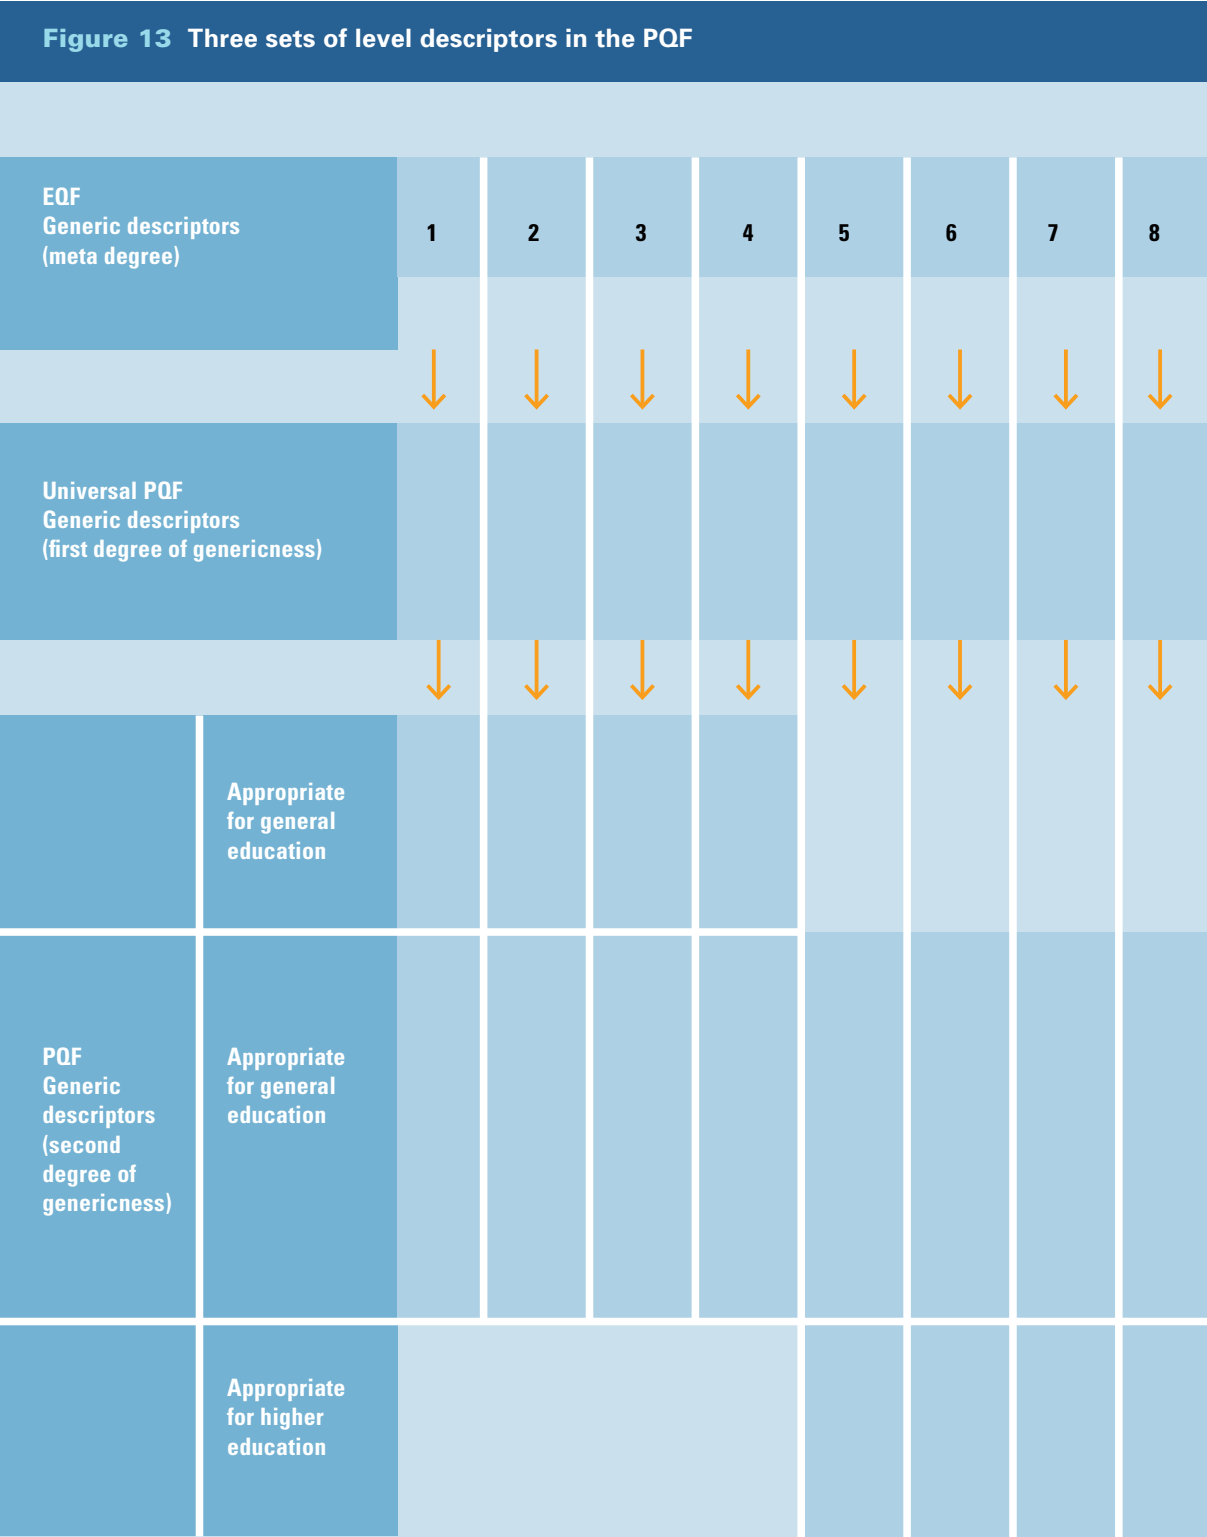 Figure 13 Three sets of level descriptors in the PQF
EQF
Generic descriptors
(meta degree)
1 2 3 4 5 6 7 8
Universal PQF
Generic descriptors
(first degree of genericness)
Appropriate
for general
education
PQF
Generic
descriptors
(second
degree of
genericness)
Appropriate
for general
education
Appropriate
for higher
education